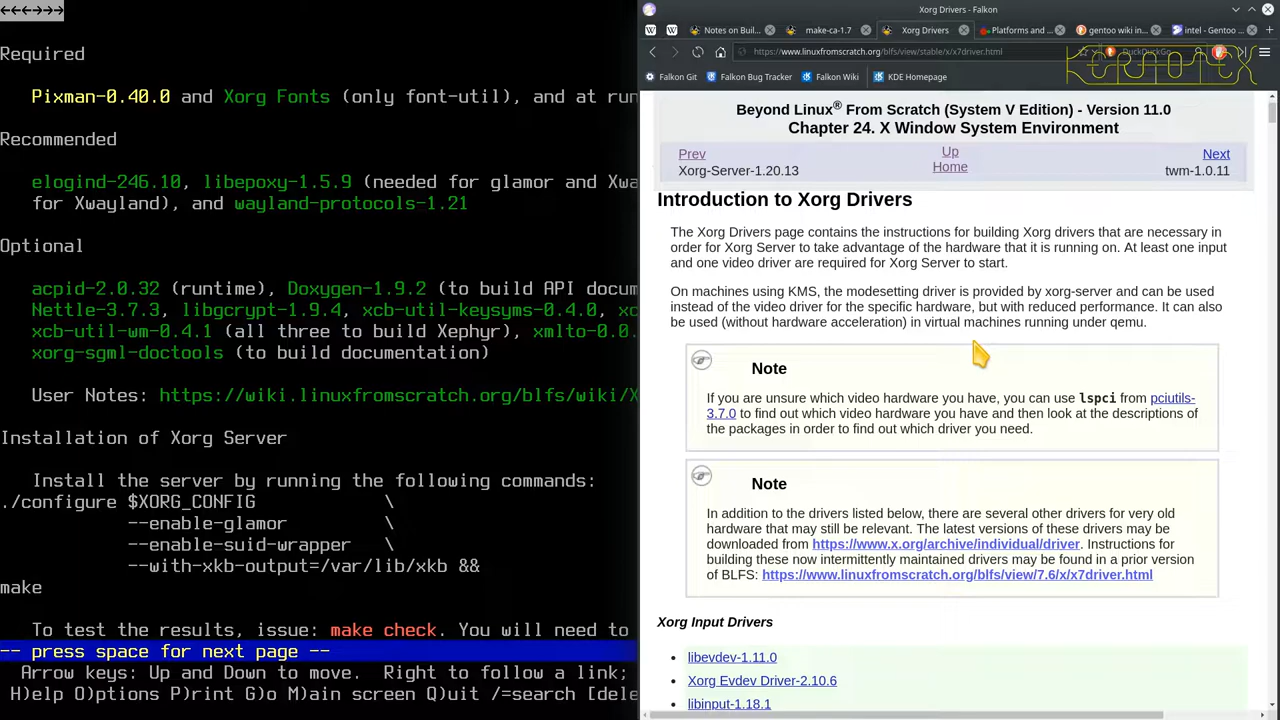 <--<-->-->
Required
Pixman-0.40.0 and Xorg Fonts (only font-util), and at run
Recommended
elogind-246.10, libepoxy-1.5.9 (needed for glamor and Xwa
for Xwayland), and wayland-protocols-1.21
Optional
acpid-2.0.32 (runtime), Doxygen-1.9.2 (to build API docum
Nettle-3.7.3, libgcrypt-1.9.4, xcb-util-keysyms-0.4.0, xc
xcb-util-wm-0.4.1 (all three to build Xephyr), xmlto-0.0.
xorg-sgml-doctools (to build documentation)
User Notes: https://wiki.linuxfromscratch.org/blfs/wiki/X
Installation of Xorg Server
Install the server by running the following commands:
./configure $XORG_CONFIG \
--enable-glamor \
--enable-suid-wrapper \
--with-xkb-output=/var/lib/xkb &&
make
To test the results, issue: make check. You will need to
-- press space for next page --
Arrow keys: Up and Down to move. Right to follow a link;
H)elp O)ptions P)rint G)o M)ain screen Q)uit /=search [dele
Xorg Drivers - Falkon
Notes on Buil... make-ca-1.7 Xorg Drivers Platforms and ... gentoo wiki in... intel - Gentoo ...
https://www.linuxfromscratch.org/blfs/view/stable/x/x7driver.html DuckDuckGo
Falkon Git Falkon Bug Tracker Falkon Wiki KDE Homepage
Beyond Linux® From Scratch (System V Edition) - Version 11.0
Chapter 24. X Window System Environment
Prev Up Next
Xorg-Server-1.20.13 Home twm-1.0.11
Introduction to Xorg Drivers
The Xorg Drivers page contains the instructions for building Xorg drivers that are necessary in
order for Xorg Server to take advantage of the hardware that it is running on. At least one input
and one video driver are required for Xorg Server to start.
On machines using KMS, the modesetting driver is provided by xorg-server and can be used
instead of the video driver for the specific hardware, but with reduced performance. It can also
be used (without hardware acceleration) in virtual machines running under qemu.
Note
If you are unsure which video hardware you have, you can use lspci from pciutils-
3.7.0 to find out which video hardware you have and then look at the descriptions of
the packages in order to find out which driver you need.
Note
In addition to the drivers listed below, there are several other drivers for very old
hardware that may still be relevant. The latest versions of these drivers may be
downloaded from https://www.x.org/archive/individual/driver. Instructions for
building these now intermittently maintained drivers may be found in a prior version
of BLFS: https://www.linuxfromscratch.org/blfs/view/7.6/x/x7driver.html
Xorg Input Drivers
• libevdev-1.11.0
• Xorg Evdev Driver-2.10.6
• libinput-1.18.1